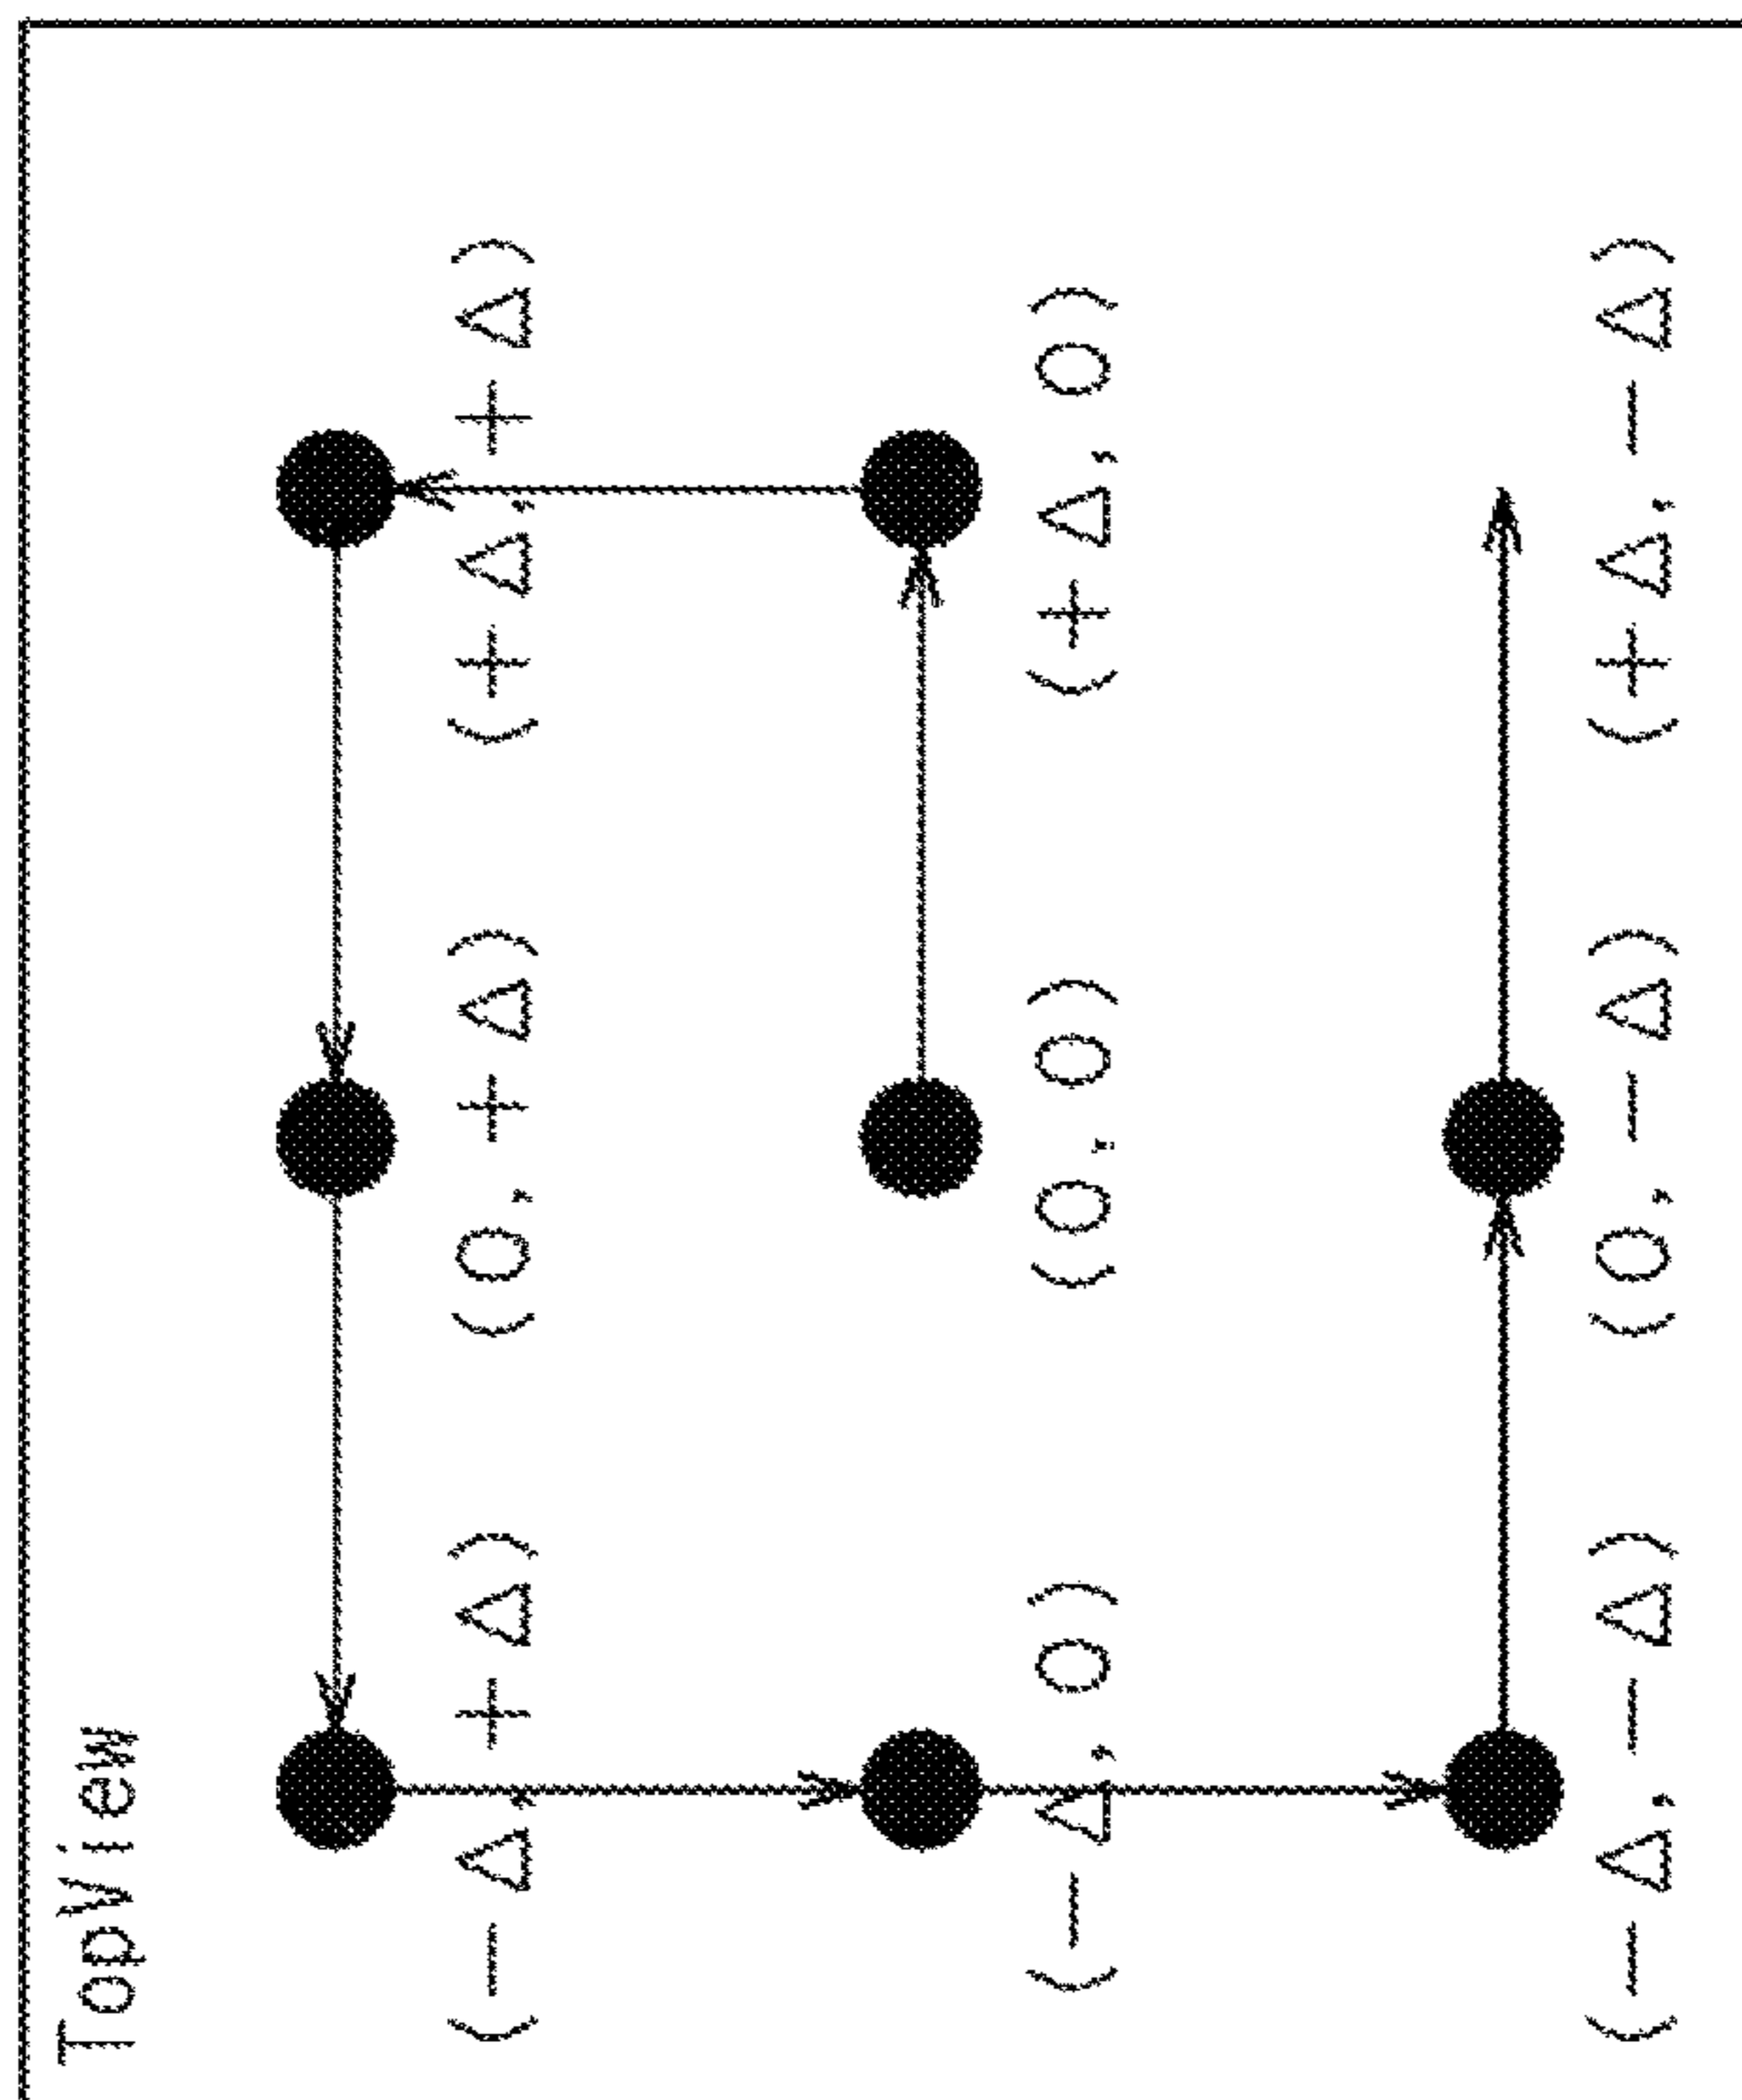 TopView
(－Δ, ＋Δ) (0, ＋Δ) (＋Δ, ＋Δ)
(－Δ, 0) (0, 0) (＋Δ, 0)
(－Δ, －Δ) (0, －Δ) (＋Δ, －Δ)